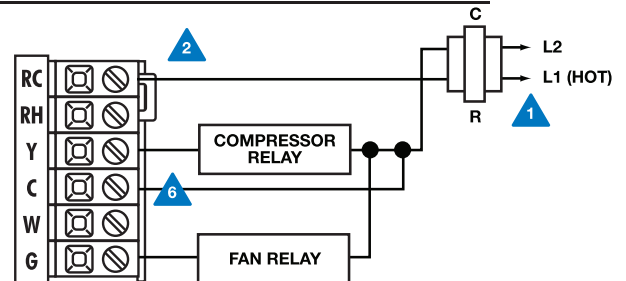 C
2
L2
RC
L1 (HOT)
1
RH
R
COMPRESSOR
RELAY
Y
C
6
W
G
FAN RELAY